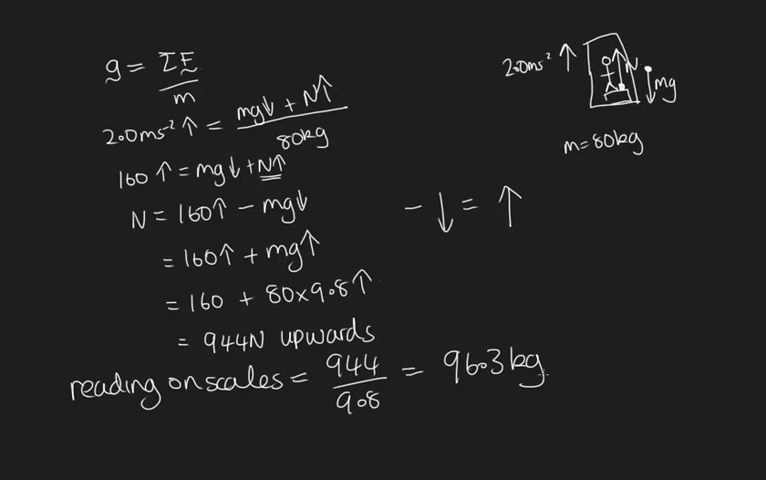 a = ΣF / m
2.0ms⁻² ↑ = mg↓ + N↑ / 80kg
160 ↑ = mg↓ + N↑
N = 160↑ − mg↓
= 160↑ + mg↑
= 160 + 80×9.8↑
= 944N upwards
reading on scales = 944 / 9.8 = 96.3kg
− ↓ = ↑
2.0ms⁻² ↑
N
mg
m=80kg